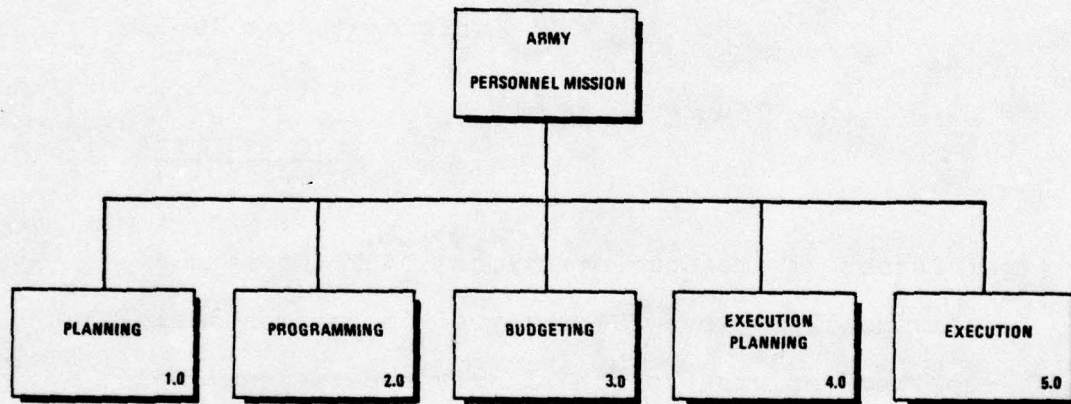 ARMY
PERSONNEL MISSION
PLANNING
1.0
PROGRAMMING
2.0
BUDGETING
3.0
EXECUTION
PLANNING
4.0
EXECUTION
5.0